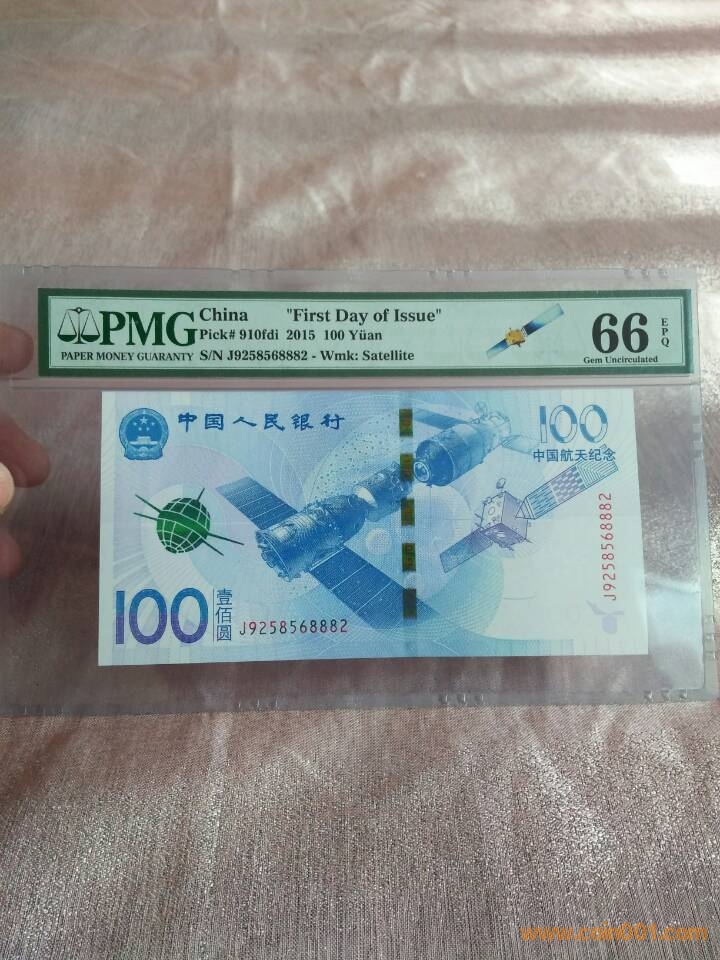 China "First Day of Issue"
PMG
Pick# 910fdi 2015 100 Yüan
PAPER MONEY GUARANTY
S/N J9258568882 - Wmk: Satellite
66
EPQ
Gem Uncirculated
中国人民银行
100
中国航天纪念
J9258568882
100
壹佰圆
J9258568882
www.coin001.com